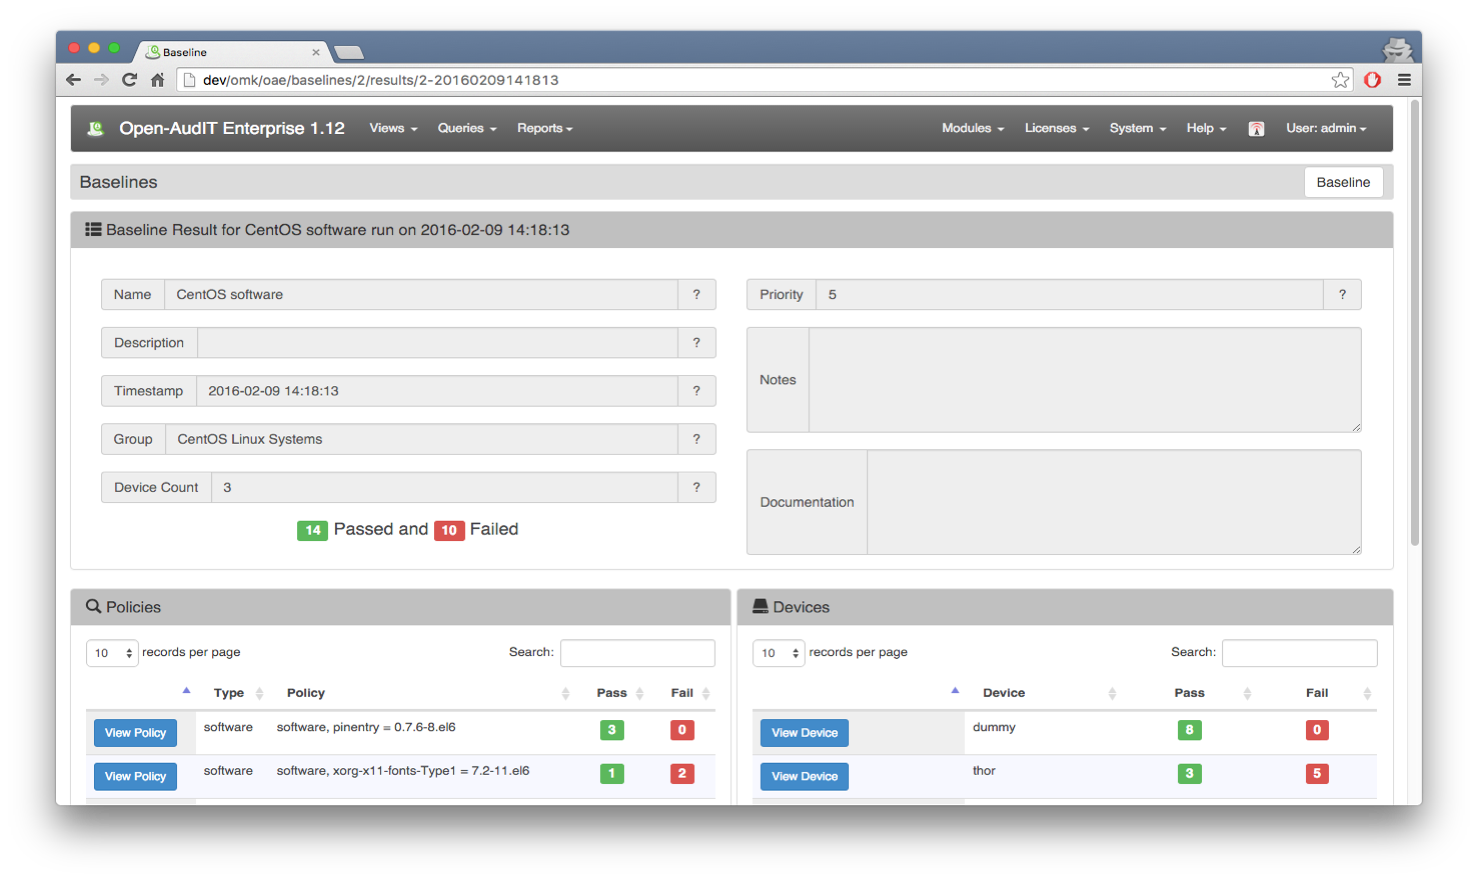 Baseline
dev/omk/oae/baselines/2/results/2-20160209141813
Open-AudIT Enterprise 1.12 Views Queries Reports Modules Licenses System Help User: admin
Baselines Baseline
Baseline Result for CentOS software run on 2016-02-09 14:18:13
Name CentOS software ? Priority 5 ?
Description ?
Notes
Timestamp 2016-02-09 14:18:13 ?
Group CentOS Linux Systems ?
Device Count 3 ?
Documentation
14 Passed and 10 Failed
Policies
10 records per page Search:
Type Policy Pass Fail
View Policy software software, pinentry = 0.7.6-8.el6 3 0
View Policy software software, xorg-x11-fonts-Type1 = 7.2-11.el6 1 2
Devices
10 records per page Search:
Device Pass Fail
View Device dummy 8 0
View Device thor 3 5